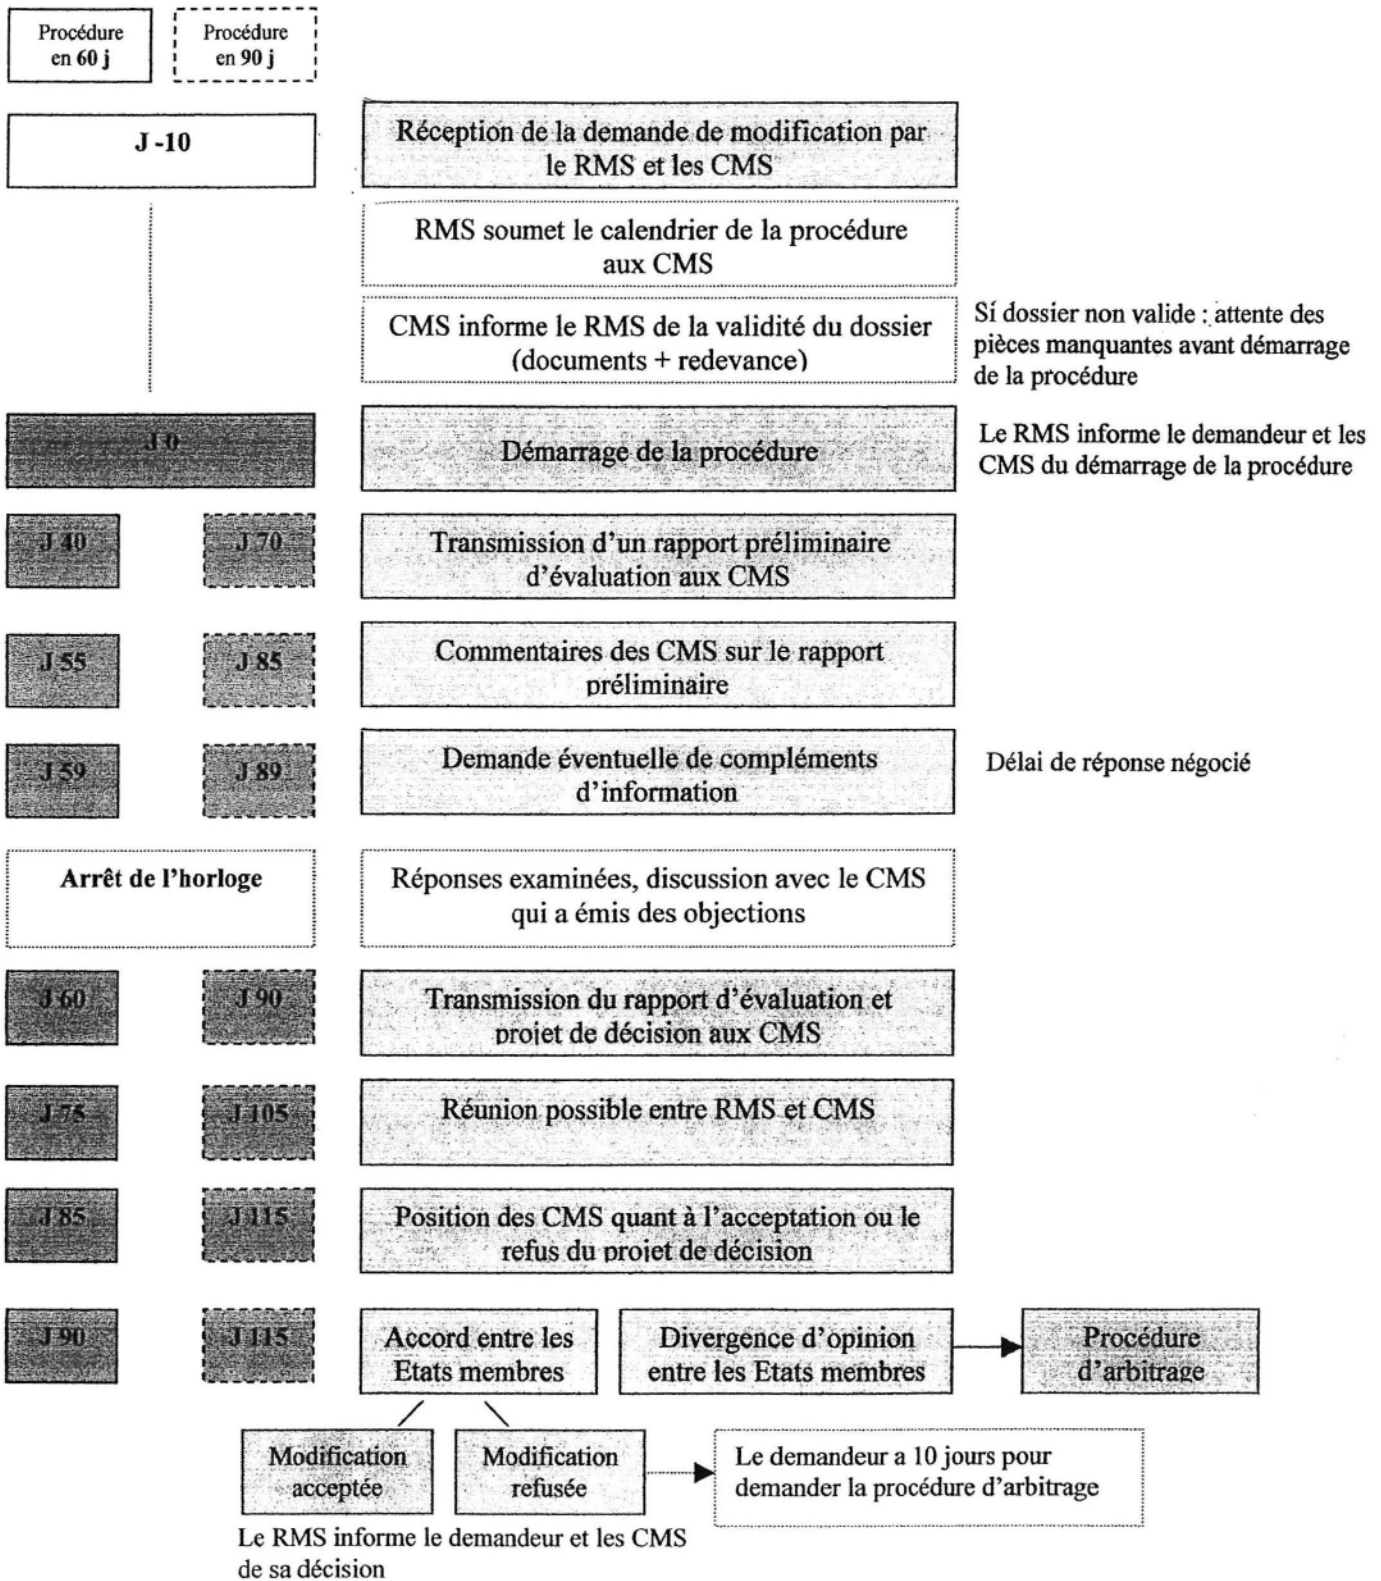 Procédure
en 60 j
Procédure
en 90 j
J -10
Réception de la demande de modification par
le RMS et les CMS
RMS soumet le calendrier de la procédure
aux CMS
CMS informe le RMS de la validité du dossier
(documents + redevance)
Si dossier non valide : attente des
pièces manquantes avant démarrage
de la procédure
J 0
Démarrage de la procédure
Le RMS informe le demandeur et les
CMS du démarrage de la procédure
J 40
J 70
Transmission d'un rapport préliminaire
d'évaluation aux CMS
J 55
J 85
Commentaires des CMS sur le rapport
préliminaire
J 59
J 89
Demande éventuelle de compléments
d'information
Délai de réponse négocié
Arrêt de l'horloge
Réponses examinées, discussion avec le CMS
qui a émis des objections
J 60
J 90
Transmission du rapport d'évaluation et
projet de décision aux CMS
J 75
J 105
Réunion possible entre RMS et CMS
J 85
J 115
Position des CMS quant à l'acceptation ou le
refus du projet de décision
J 90
J 115
Accord entre les
Etats membres
Divergence d'opinion
entre les Etats membres
Procédure
d'arbitrage
Modification
acceptée
Modification
refusée
Le demandeur a 10 jours pour
demander la procédure d'arbitrage
Le RMS informe le demandeur et les CMS
de sa décision